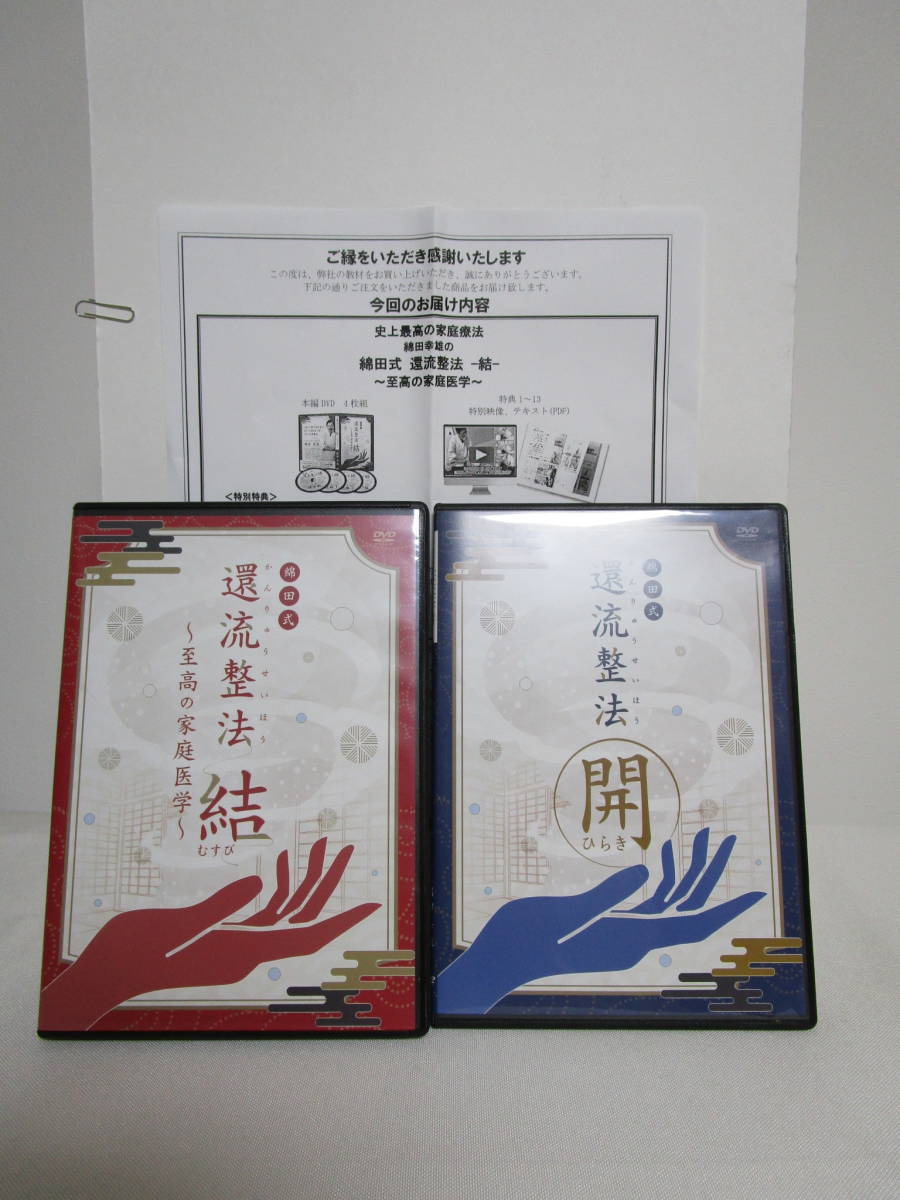 ご縁をいただき感謝いたします
この度は、弊社の教材をお買い上げいただき、誠にありがとうございます。
下記の通りご注文をいただきました商品をお届け致します。
今回のお届け内容
史上最高の家庭療法
綿田幸雄の
綿田式 還流整法 -結-
～至高の家庭医学～
本編DVD 4枚組
特典1～13
特別映像、テキスト(PDF)
＜特別特典＞
DVD
綿田式
還流整法
かんりゅうせいほう
～至高の家庭医学～
結
むすび
DVD
綿田式
還流整法
かんりゅうせいほう
開
ひらき